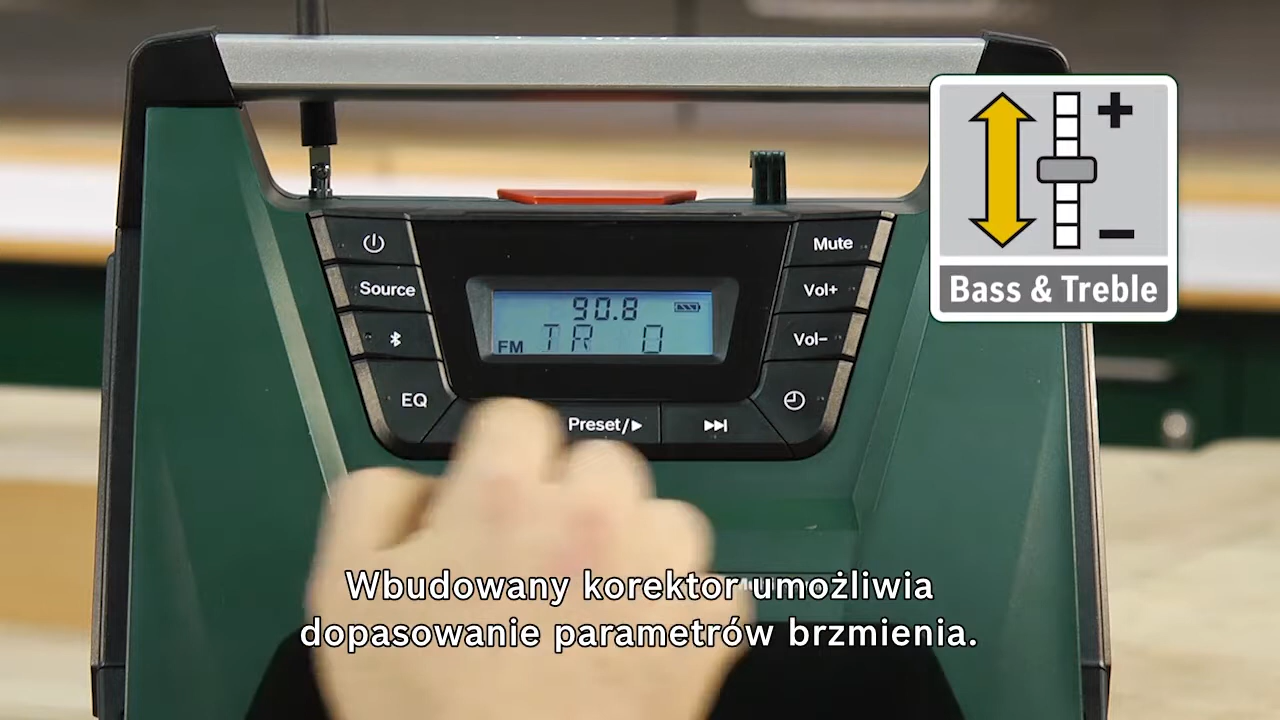 Mute
Source
Vol+
90.8
FM TR 0
Vol−
EQ
Preset/
+
−
Bass & Treble
Wbudowany korektor umożliwia
dopasowanie parametrów brzmienia.